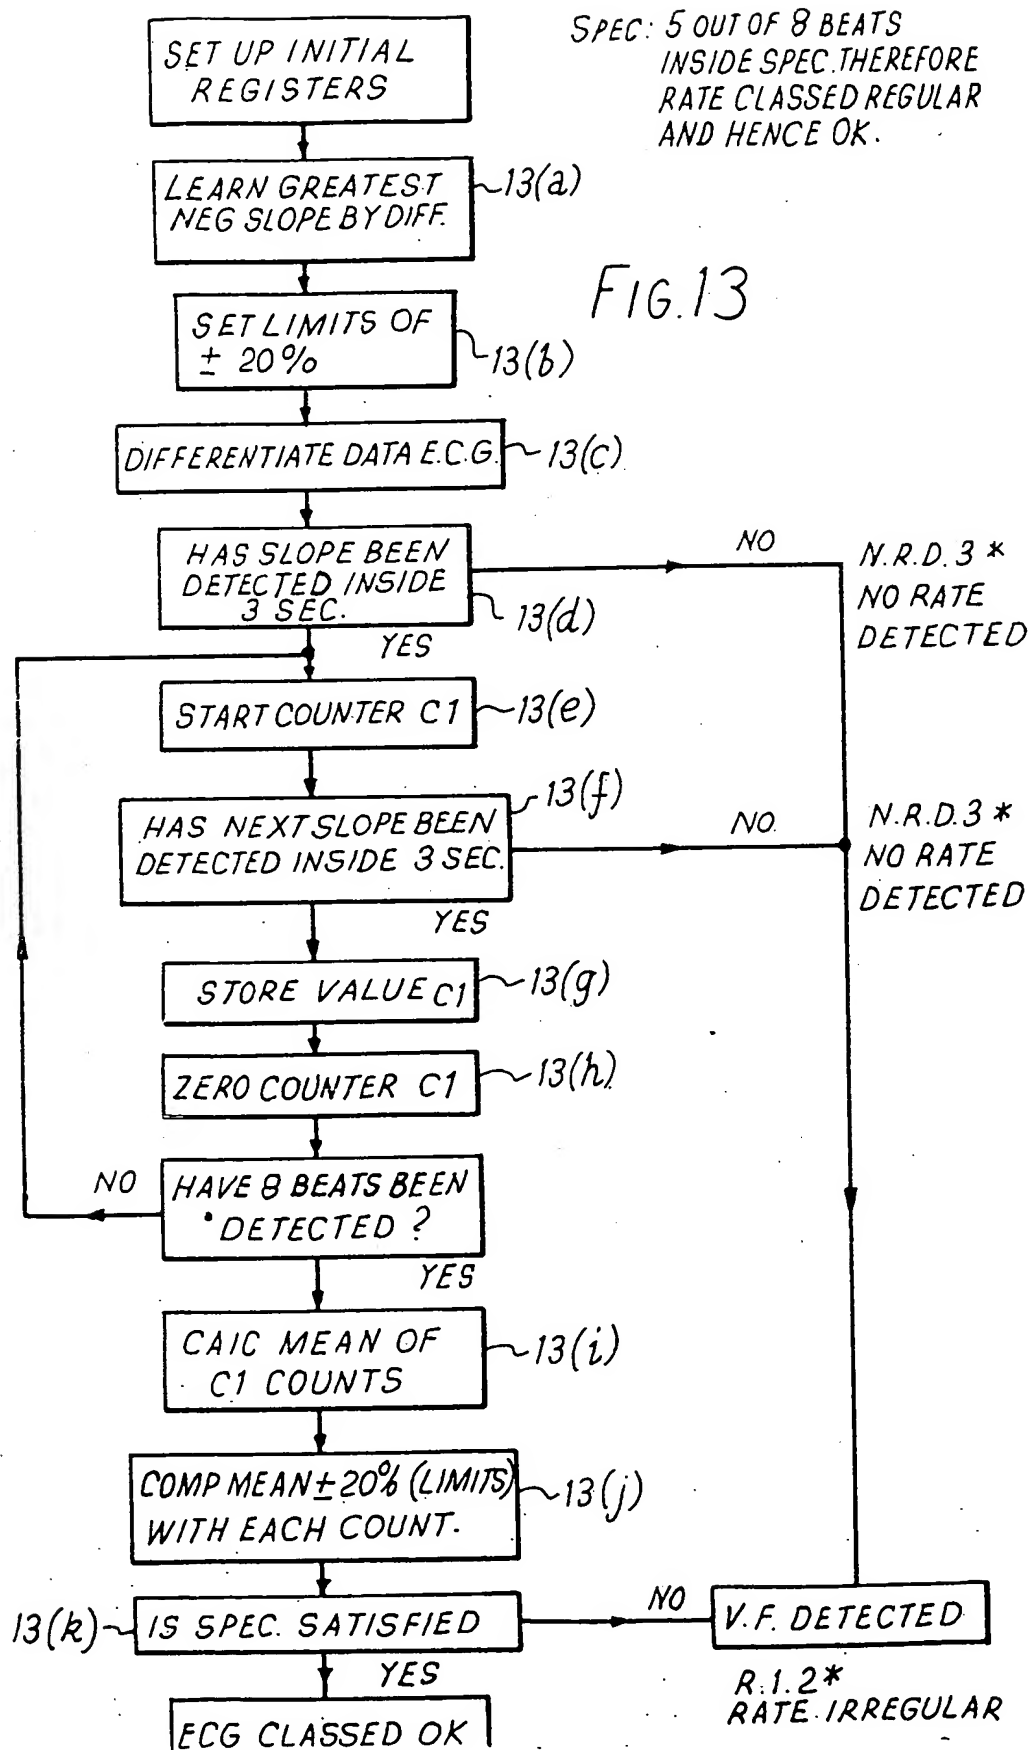 SPEC: 5 OUT OF 8 BEATS
INSIDE SPEC. THEREFORE
RATE CLASSED REGULAR
AND HENCE OK.
SET UP INITIAL
REGISTERS
LEARN GREATEST
NEG SLOPE BY DIFF.
13(a)
FIG. 13
SET LIMITS OF
± 20%
13(b)
DIFFERENTIATE DATA E.C.G.
13(c)
HAS SLOPE BEEN
DETECTED INSIDE
3 SEC.
13(d)
NO
N.R.D.3 *
NO RATE
DETECTED
YES
START COUNTER C1
13(e)
HAS NEXT SLOPE BEEN
DETECTED INSIDE 3 SEC.
13(f)
NO.
N.R.D.3 *
NO RATE
DETECTED
YES
STORE VALUE C1
13(g)
ZERO COUNTER C1
13(h)
HAVE 8 BEATS BEEN
DETECTED ?
NO
YES
CAIC MEAN OF
C1 COUNTS
13(i)
COMP MEAN ± 20% (LIMITS)
WITH EACH COUNT.
13(j)
13(k)
IS SPEC. SATISFIED
NO
V.F. DETECTED
R.1.2*
RATE IRREGULAR
YES
ECG CLASSED OK